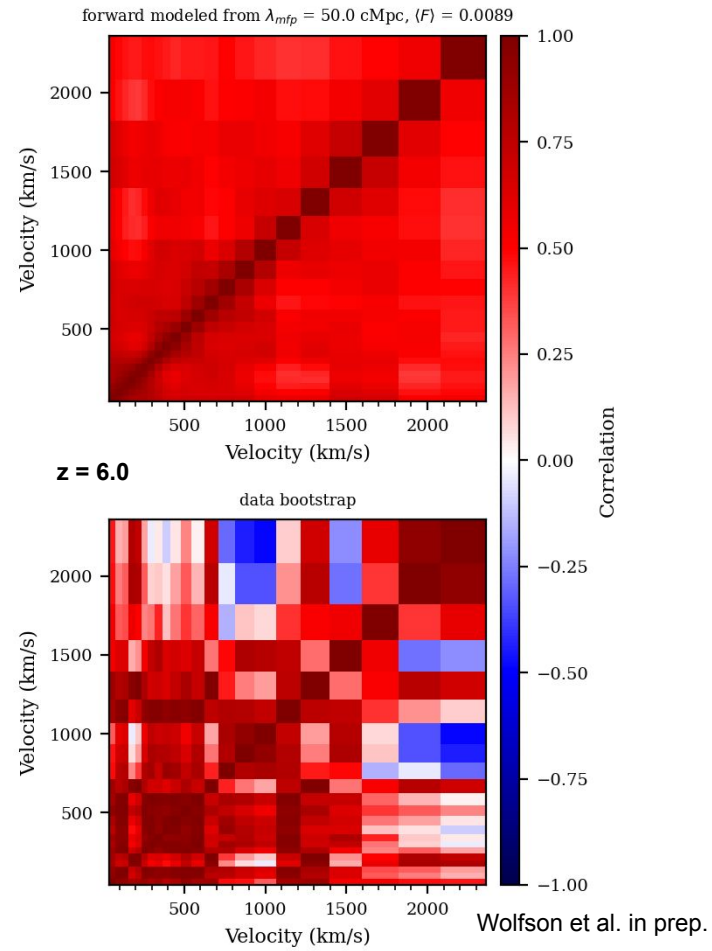 forward modeled from λ_mfp = 50.0 cMpc, ⟨F⟩ = 0.0089
2000
1500
1000
500
Velocity (km/s)
500 1000 1500 2000
Velocity (km/s)
z = 6.0
data bootstrap
2000
1500
1000
500
Velocity (km/s)
500 1000 1500 2000
Velocity (km/s)
1.00
0.75
0.50
0.25
0.00
−0.25
−0.50
−0.75
−1.00
Correlation
Wolfson et al. in prep.